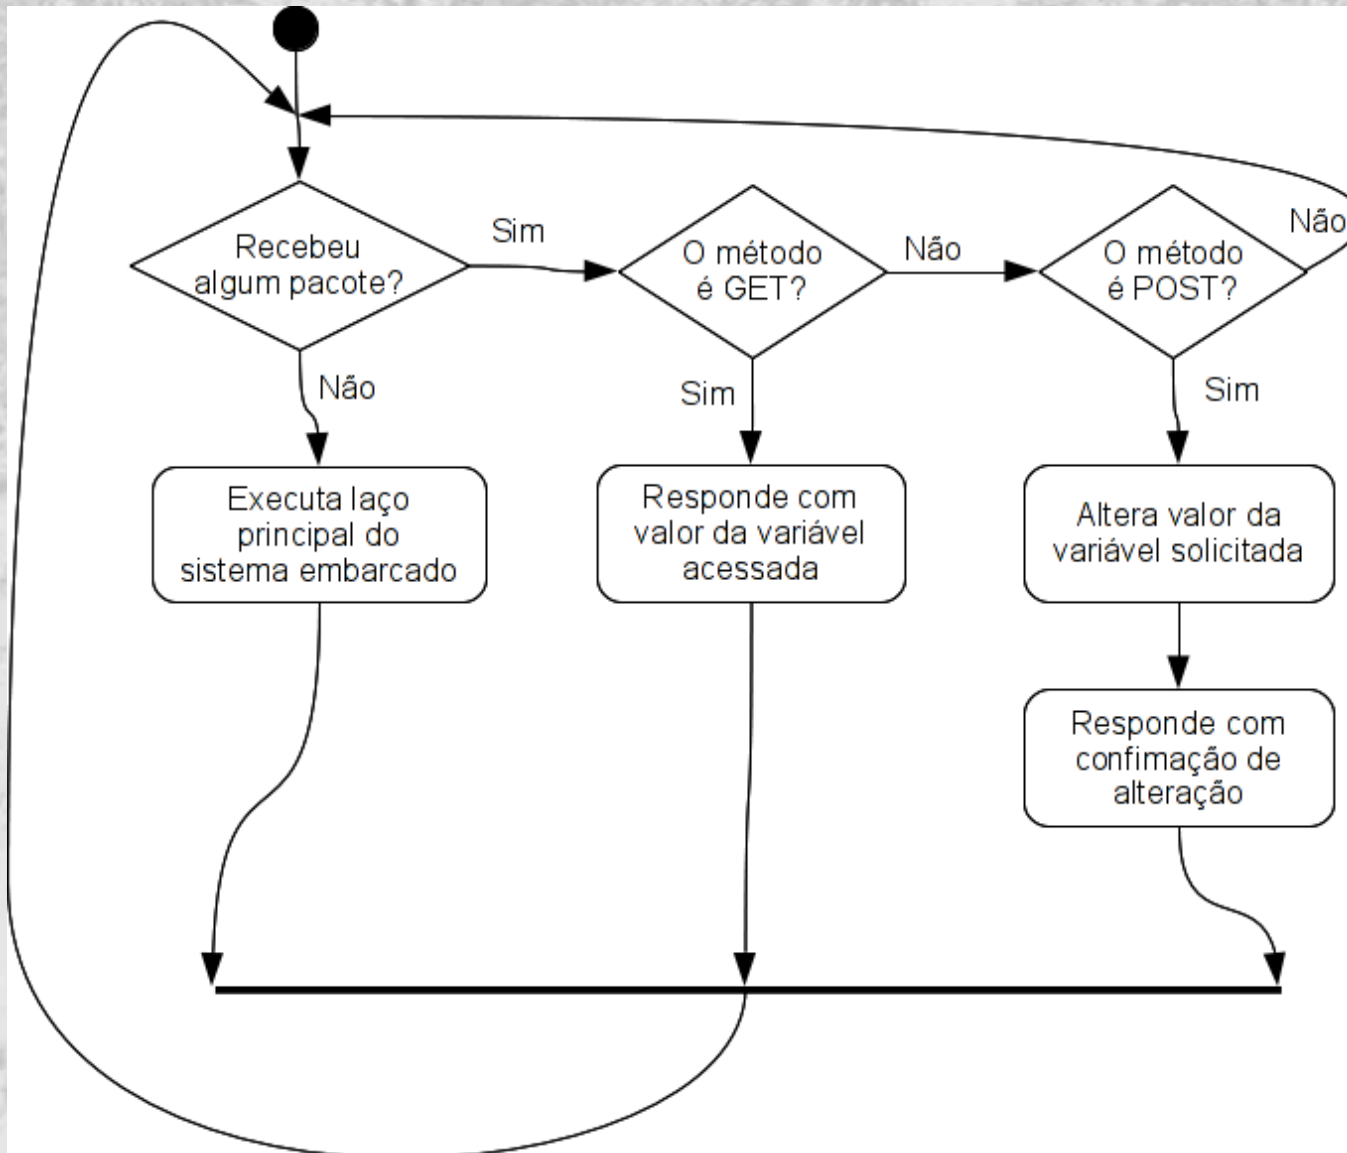 Recebeu
algum pacote?
Sim
O método
é GET?
Não
O método
é POST?
Não
Não
Sim
Sim
Executa laço
principal do
sistema embarcado
Responde com
valor da variável
acessada
Altera valor da
variável solicitada
Responde com
confimação de
alteração